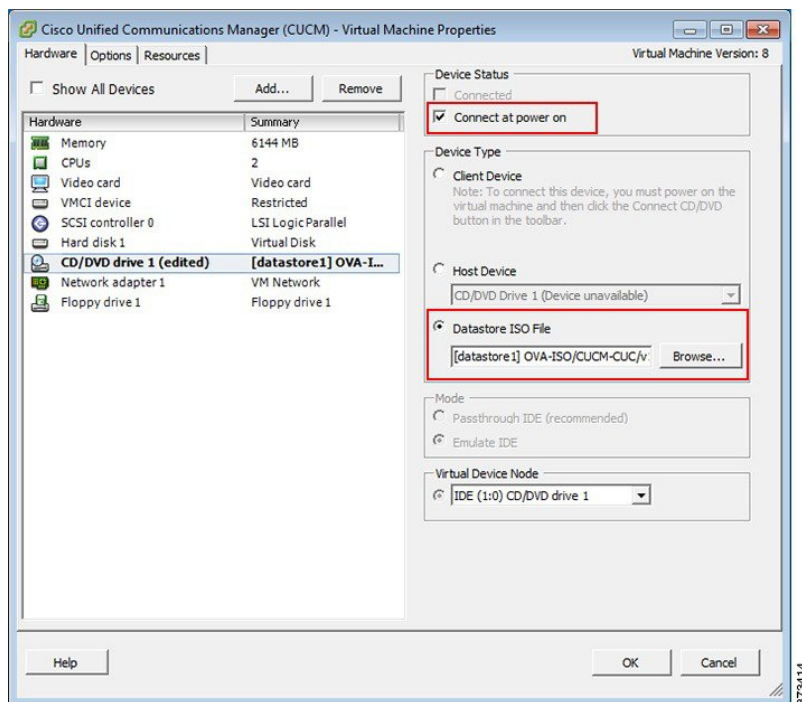 Cisco Unified Communications Manager (CUCM) - Virtual Machine Properties
Hardware Options Resources
Virtual Machine Version: 8
Show All Devices
Add... Remove
Hardware Summary
Memory 6144 MB
CPUs 2
Video card Video card
VMCI device Restricted
SCSI controller 0 LSI Logic Parallel
Hard disk 1 Virtual Disk
CD/DVD drive 1 (edited) [datastore1] OVA-I...
Network adapter 1 VM Network
Floppy drive 1 Floppy drive 1
Device Status
Connected
Connect at power on
Device Type
Client Device
Note: To connect this device, you must power on the
virtual machine and then click the Connect CD/DVD
button in the toolbar.
Host Device
CD/DVD Drive 1 (Device unavailable)
Datastore ISO File
[datastore1] OVA-ISO/CUCM-CUC/v
Browse...
Mode
Passthrough IDE (recommended)
Emulate IDE
Virtual Device Node
IDE (1:0) CD/DVD drive 1
Help
OK Cancel